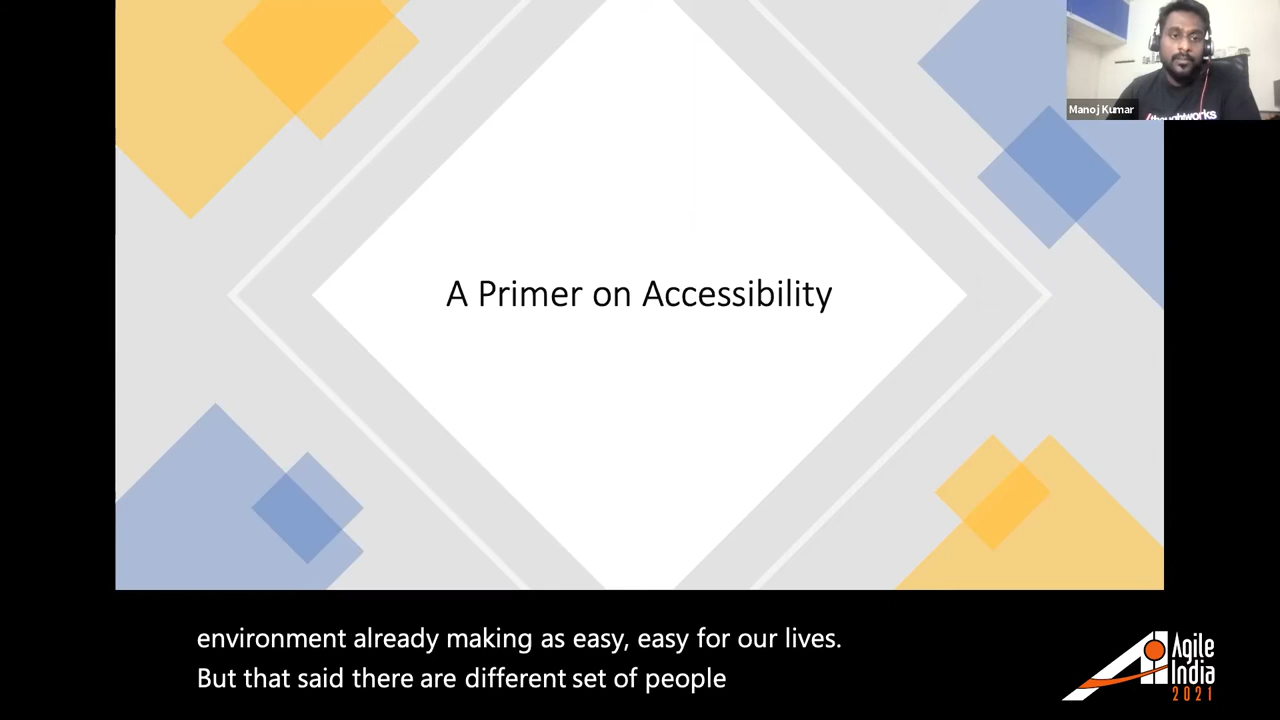 Manoj Kumar
/thoughtworks
A Primer on Accessibility
environment already making as easy, easy for our lives.
But that said there are different set of people
Agile
India
2021